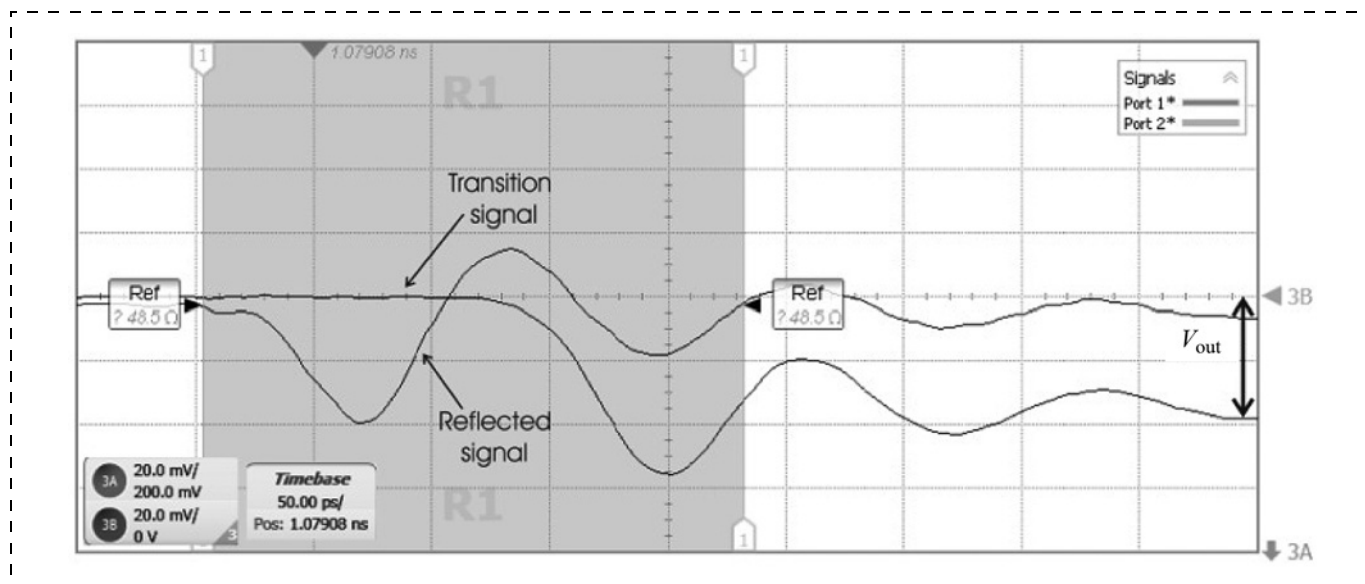 1
1.07908 ns
1
R1
Signals
Port 1*
Port 2*
Transition
signal
Ref
? 48.5 Ω
Ref
? 48.5 Ω
3B
Vout
Reflected
signal
3A
20.0 mV/
200.0 mV
3B
20.0 mV/
0 V
3
Timebase
50.00 ps/
Pos: 1.07908 ns
R1
1
1
3A